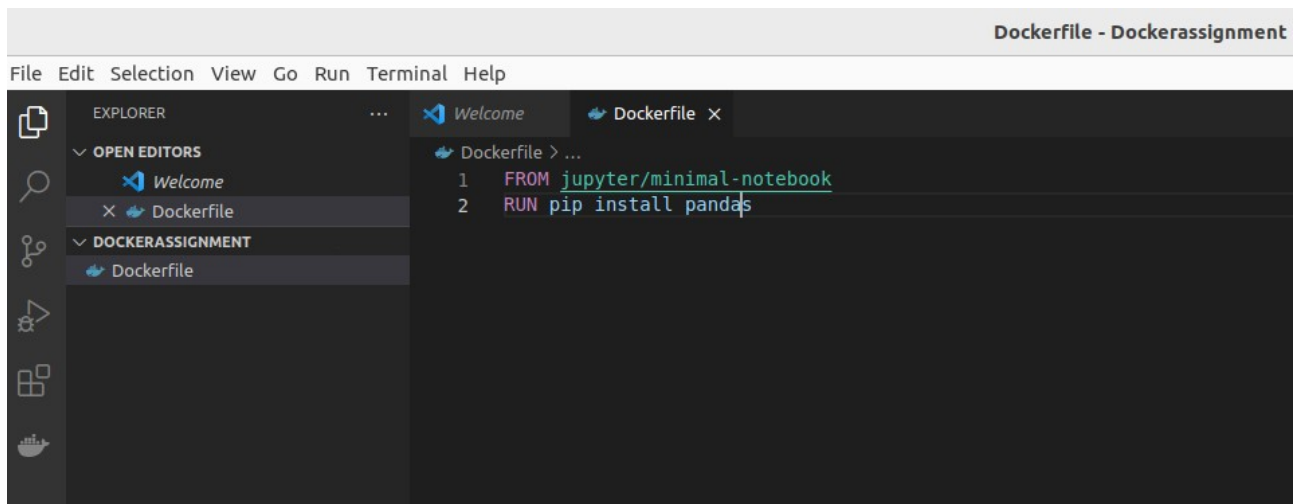 Dockerfile - Dockerassignment
File Edit Selection View Go Run Terminal Help
EXPLORER ...
OPEN EDITORS
Welcome
Dockerfile
DOCKERASSIGNMENT
Dockerfile
Welcome Dockerfile
Dockerfile > ...
1 FROM jupyter/minimal-notebook
2 RUN pip install pandas